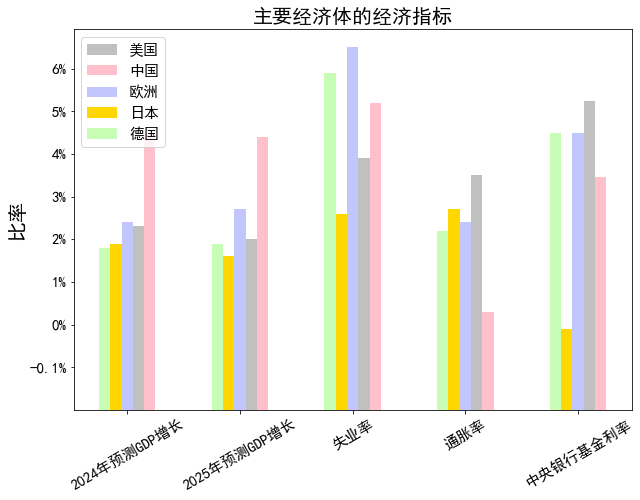 主要经济体的经济指标
美国
中国
欧洲
日本
德国
比率
6%
5%
4%
3%
2%
1%
0%
-0.1%
2024年预测GDP增长
2025年预测GDP增长
失业率
通胀率
中央银行基金利率